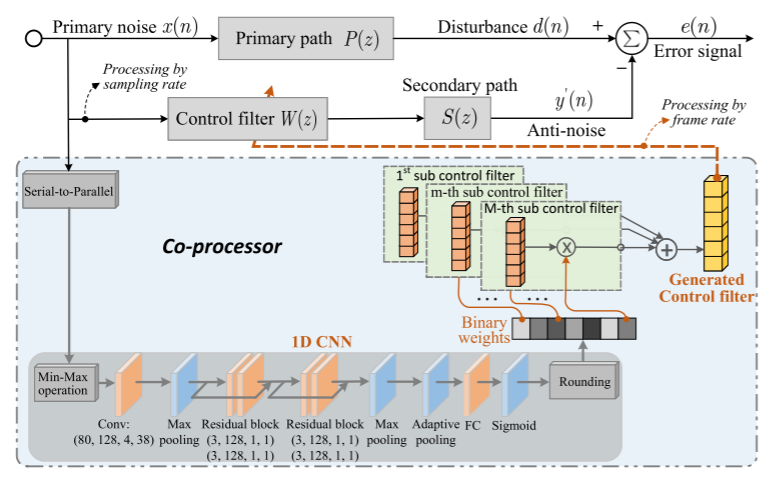 Primary noise x(n)
Primary path P(z)
Disturbance d(n)
+
Σ
e(n)
Error signal
−
Processing by
sampling rate
Control filter W(z)
Secondary path
S(z)
y'(n)
Anti-noise
Processing by
frame rate
Serial-to-Parallel
Co-processor
1st sub control filter
m-th sub control filter
M-th sub control filter
×
+
Generated
Control filter
... ...
Binary
weights
1D CNN
Min-Max
operation
Conv:
(80, 128, 4, 38)
Max
pooling
Residual block
(3, 128, 1, 1)
(3, 128, 1, 1)
Residual block
(3, 128, 1, 1)
(3, 128, 1, 1)
Max
pooling
Adaptive
pooling
FC
Sigmoid
Rounding